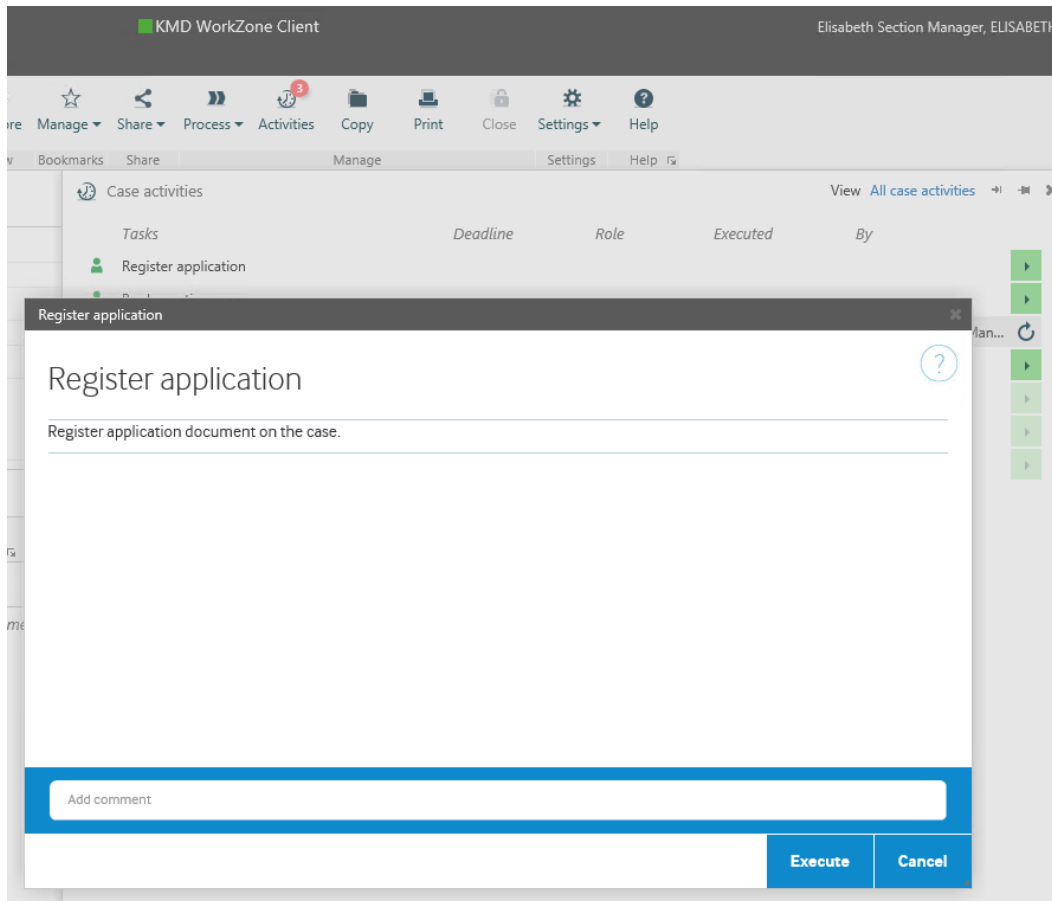 KMD WorkZone Client
Elisabeth Section Manager, ELISABETH
3
Manage Share Process Activities Copy Print Close Settings Help
Bookmarks Share Manage Settings Help
Case activities View All case activities
Tasks Deadline Role Executed By
Register application
Register application
Man...
Register application
?
Register application document on the case.
Add comment
Execute Cancel